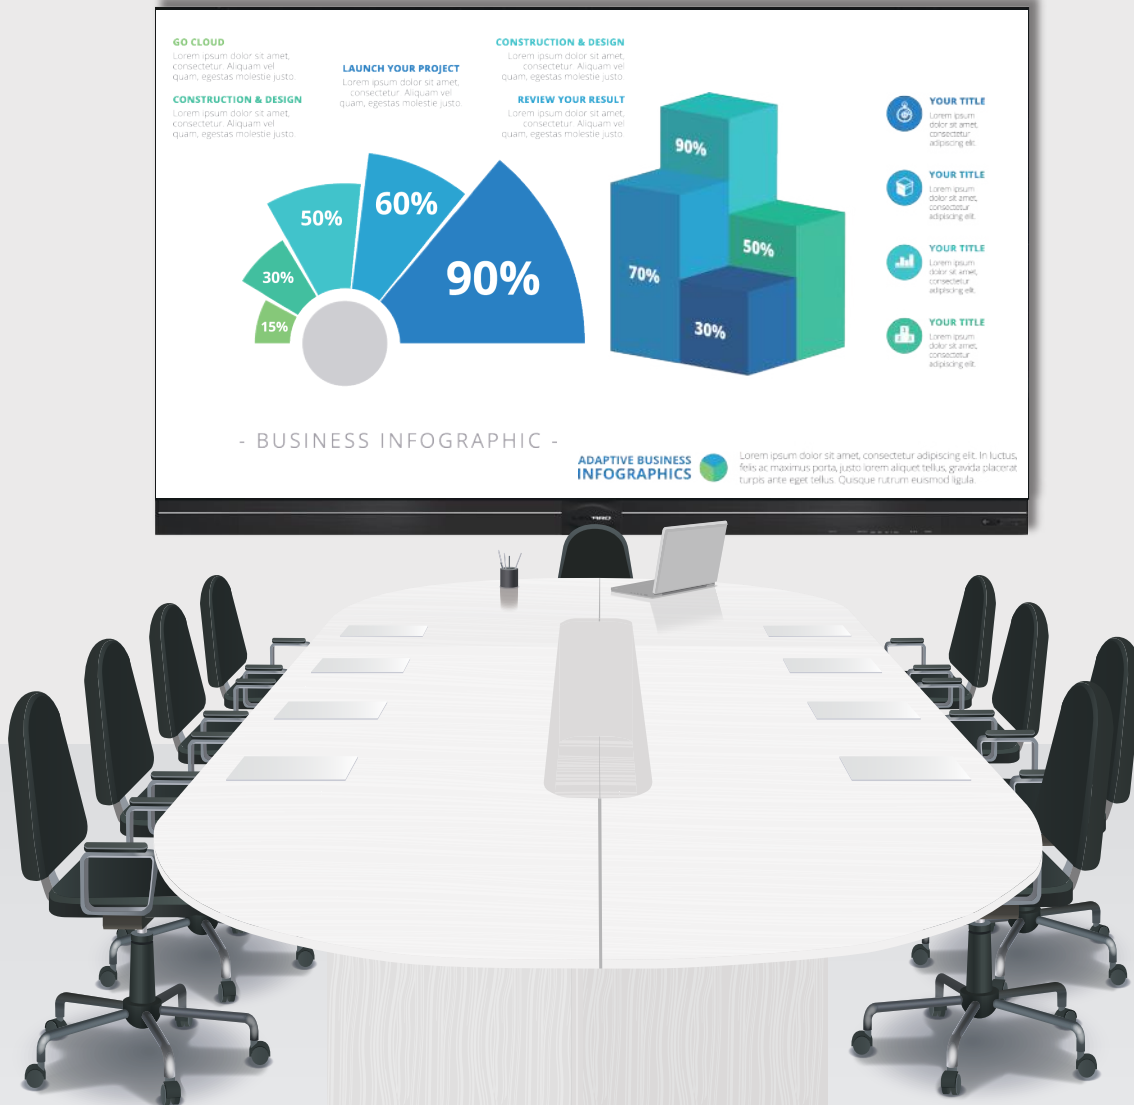 GO CLOUD
Lorem ipsum dolor sit amet,
consectetur. Aliquam vel
quam, egestas molestie justo.
CONSTRUCTION & DESIGN
Lorem ipsum dolor sit amet,
consectetur. Aliquam vel
quam, egestas molestie justo.
LAUNCH YOUR PROJECT
Lorem ipsum dolor sit amet,
consectetur. Aliquam vel
quam, egestas molestie justo.
CONSTRUCTION & DESIGN
Lorem ipsum dolor sit amet,
consectetur. Aliquam vel
quam, egestas molestie justo.
REVIEW YOUR RESULT
Lorem ipsum dolor sit amet,
consectetur. Aliquam vel
quam, egestas molestie justo.
15%
30%
50%
60%
90%
90%
70%
50%
30%
YOUR TITLE
Lorem ipsum
dolor sit amet,
consectetur
adipiscing elit.
YOUR TITLE
Lorem ipsum
dolor sit amet,
consectetur
adipiscing elit.
YOUR TITLE
Lorem ipsum
dolor sit amet,
consectetur
adipiscing elit.
YOUR TITLE
Lorem ipsum
dolor sit amet,
consectetur
adipiscing elit.
- BUSINESS INFOGRAPHIC -
ADAPTIVE BUSINESS
INFOGRAPHICS
Lorem ipsum dolor sit amet, consectetur adipiscing elit. In luctus,
felis ac maximus porta, justo lorem aliquet tellus, gravida placerat
turpis ante eget tellus. Quisque rutrum euismod ligula.